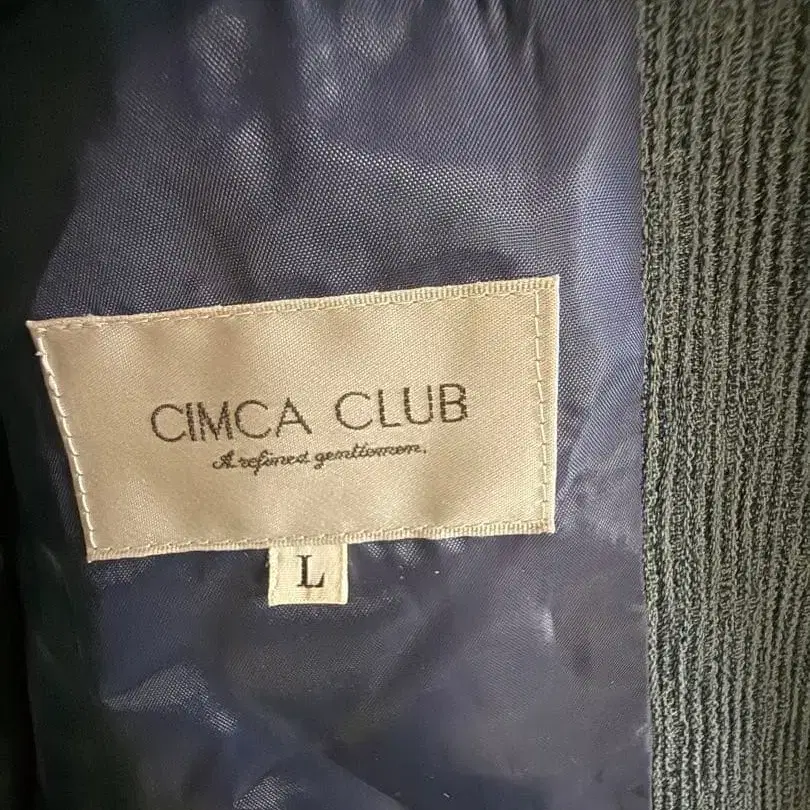 CIMCA CLUB
A refined gentlemen.
L